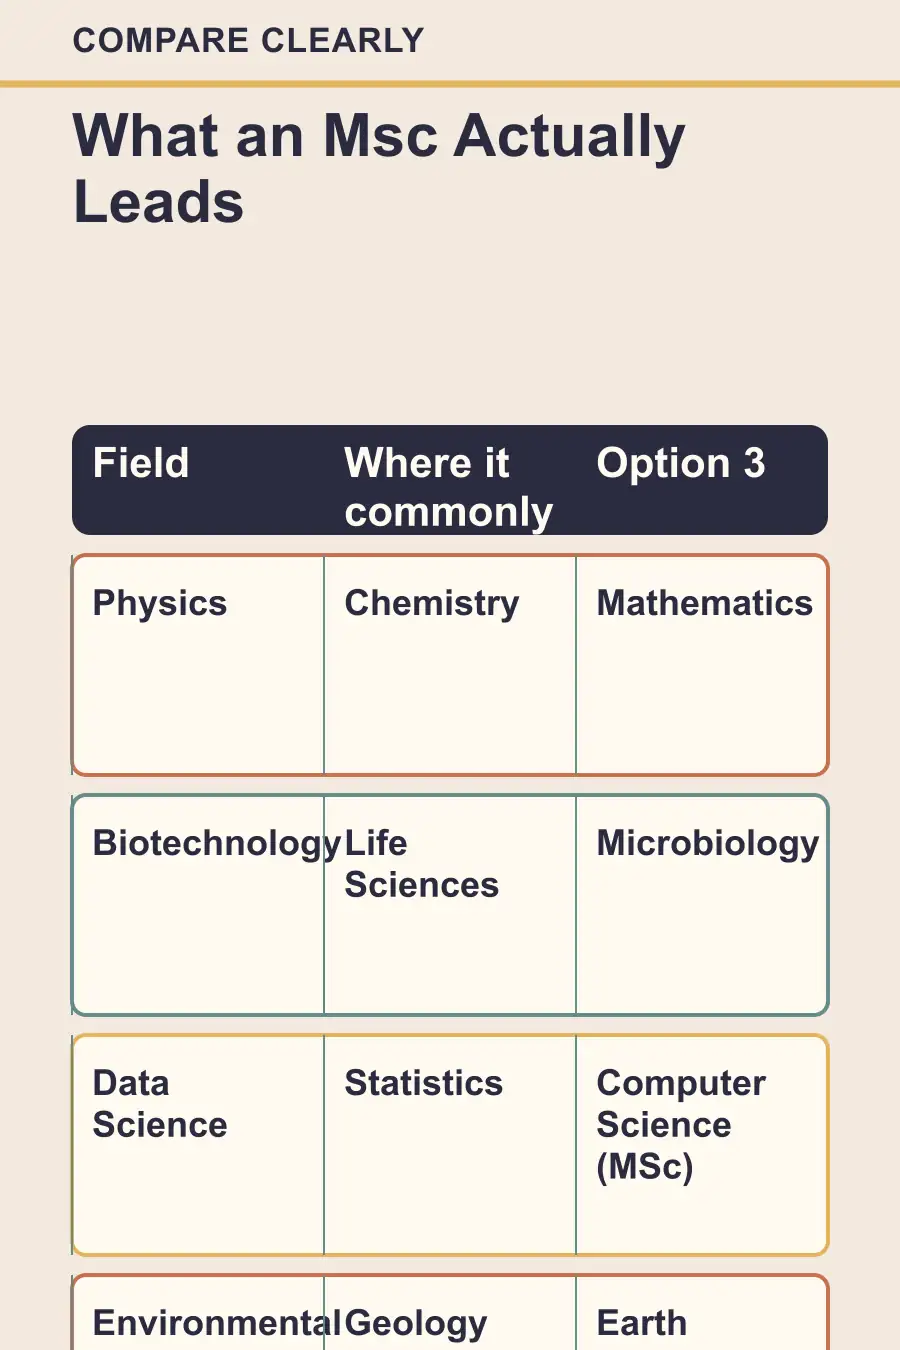 COMPARE CLEARLY
What an Msc Actually
Leads
Field
Where it
commonly
Option 3
Physics
Chemistry
Mathematics
Biotechnology
Life
Sciences
Microbiology
Data
Science
Statistics
Computer
Science
(MSc)
Environmental
Geology
Earth